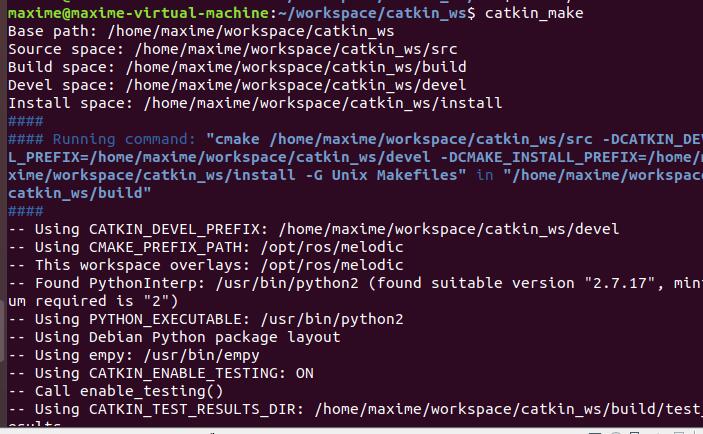 maxime@maxime-virtual-machine:~/workspace/catkin_ws$ catkin_make
Base path: /home/maxime/workspace/catkin_ws
Source space: /home/maxime/workspace/catkin_ws/src
Build space: /home/maxime/workspace/catkin_ws/build
Devel space: /home/maxime/workspace/catkin_ws/devel
Install space: /home/maxime/workspace/catkin_ws/install
####
#### Running command: "cmake /home/maxime/workspace/catkin_ws/src -DCATKIN_DEV
L_PREFIX=/home/maxime/workspace/catkin_ws/devel -DCMAKE_INSTALL_PREFIX=/home/
xime/workspace/catkin_ws/install -G Unix Makefiles" in "/home/maxime/workspac
catkin_ws/build"
####
-- Using CATKIN_DEVEL_PREFIX: /home/maxime/workspace/catkin_ws/devel
-- Using CMAKE_PREFIX_PATH: /opt/ros/melodic
-- This workspace overlays: /opt/ros/melodic
-- Found PythonInterp: /usr/bin/python2 (found suitable version "2.7.17", min
um required is "2")
-- Using PYTHON_EXECUTABLE: /usr/bin/python2
-- Using Debian Python package layout
-- Using empy: /usr/bin/empy
-- Using CATKIN_ENABLE_TESTING: ON
-- Call enable_testing()
-- Using CATKIN_TEST_RESULTS_DIR: /home/maxime/workspace/catkin_ws/build/test_